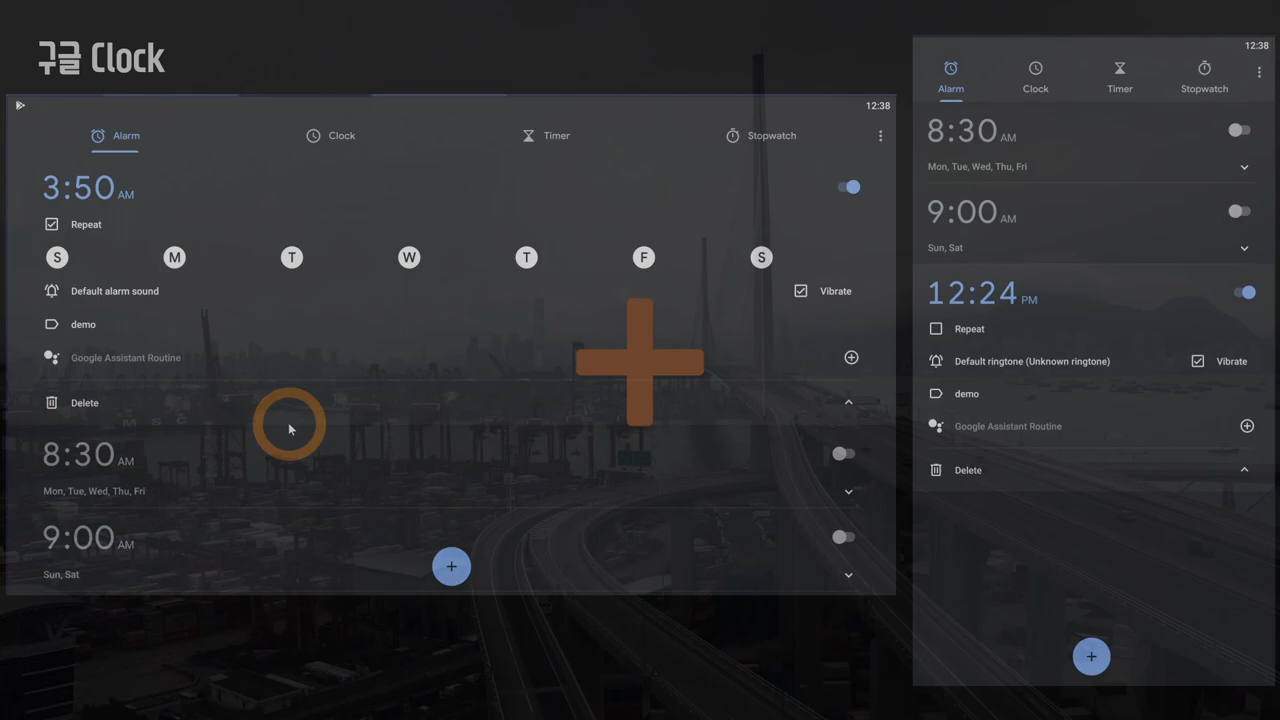 구글 Clock
12:38
Alarm
Clock
Timer
Stopwatch
3:50 AM
Repeat
S M T W T F S
Default alarm sound
Vibrate
demo
Google Assistant Routine
Delete
8:30 AM
Mon, Tue, Wed, Thu, Fri
9:00 AM
Sun, Sat
12:38
Alarm
Clock
Timer
Stopwatch
8:30 AM
Mon, Tue, Wed, Thu, Fri
9:00 AM
Sun, Sat
12:24 PM
Repeat
Default ringtone (Unknown ringtone)
Vibrate
demo
Google Assistant Routine
Delete
M S C